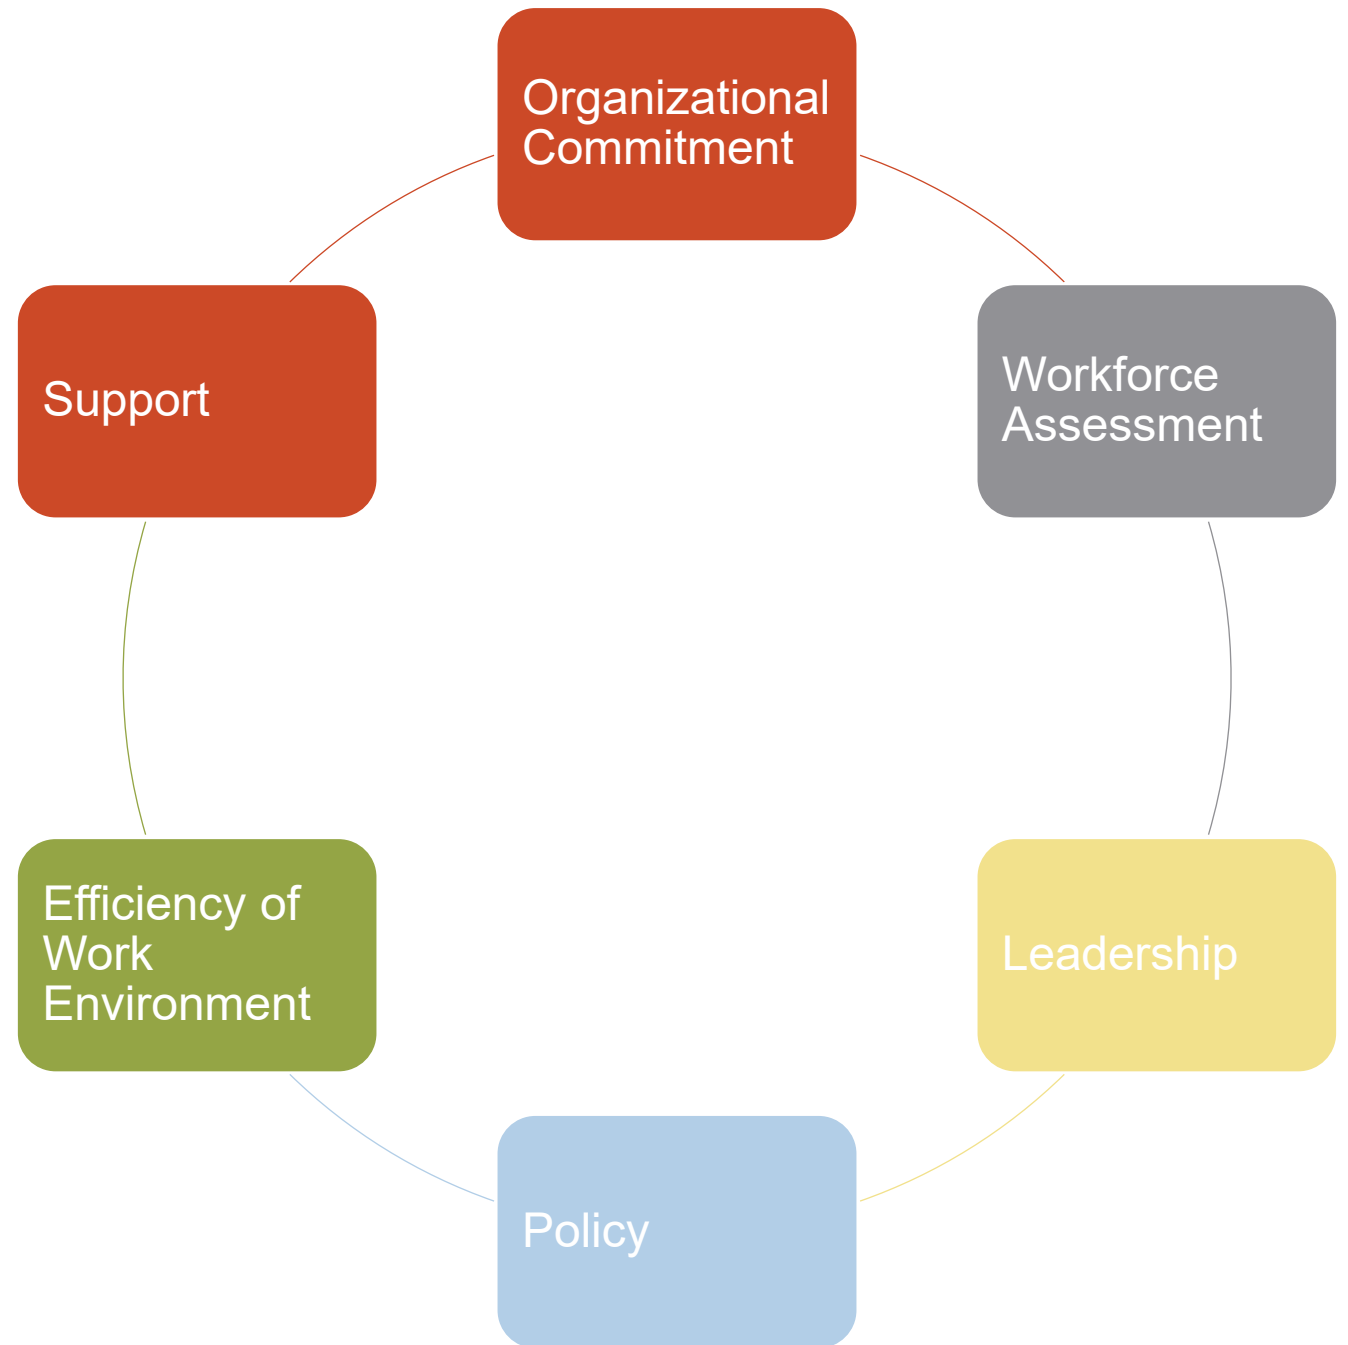 Organizational
Commitment
Workforce
Assessment
Leadership
Policy
Efficiency of
Work
Environment
Support